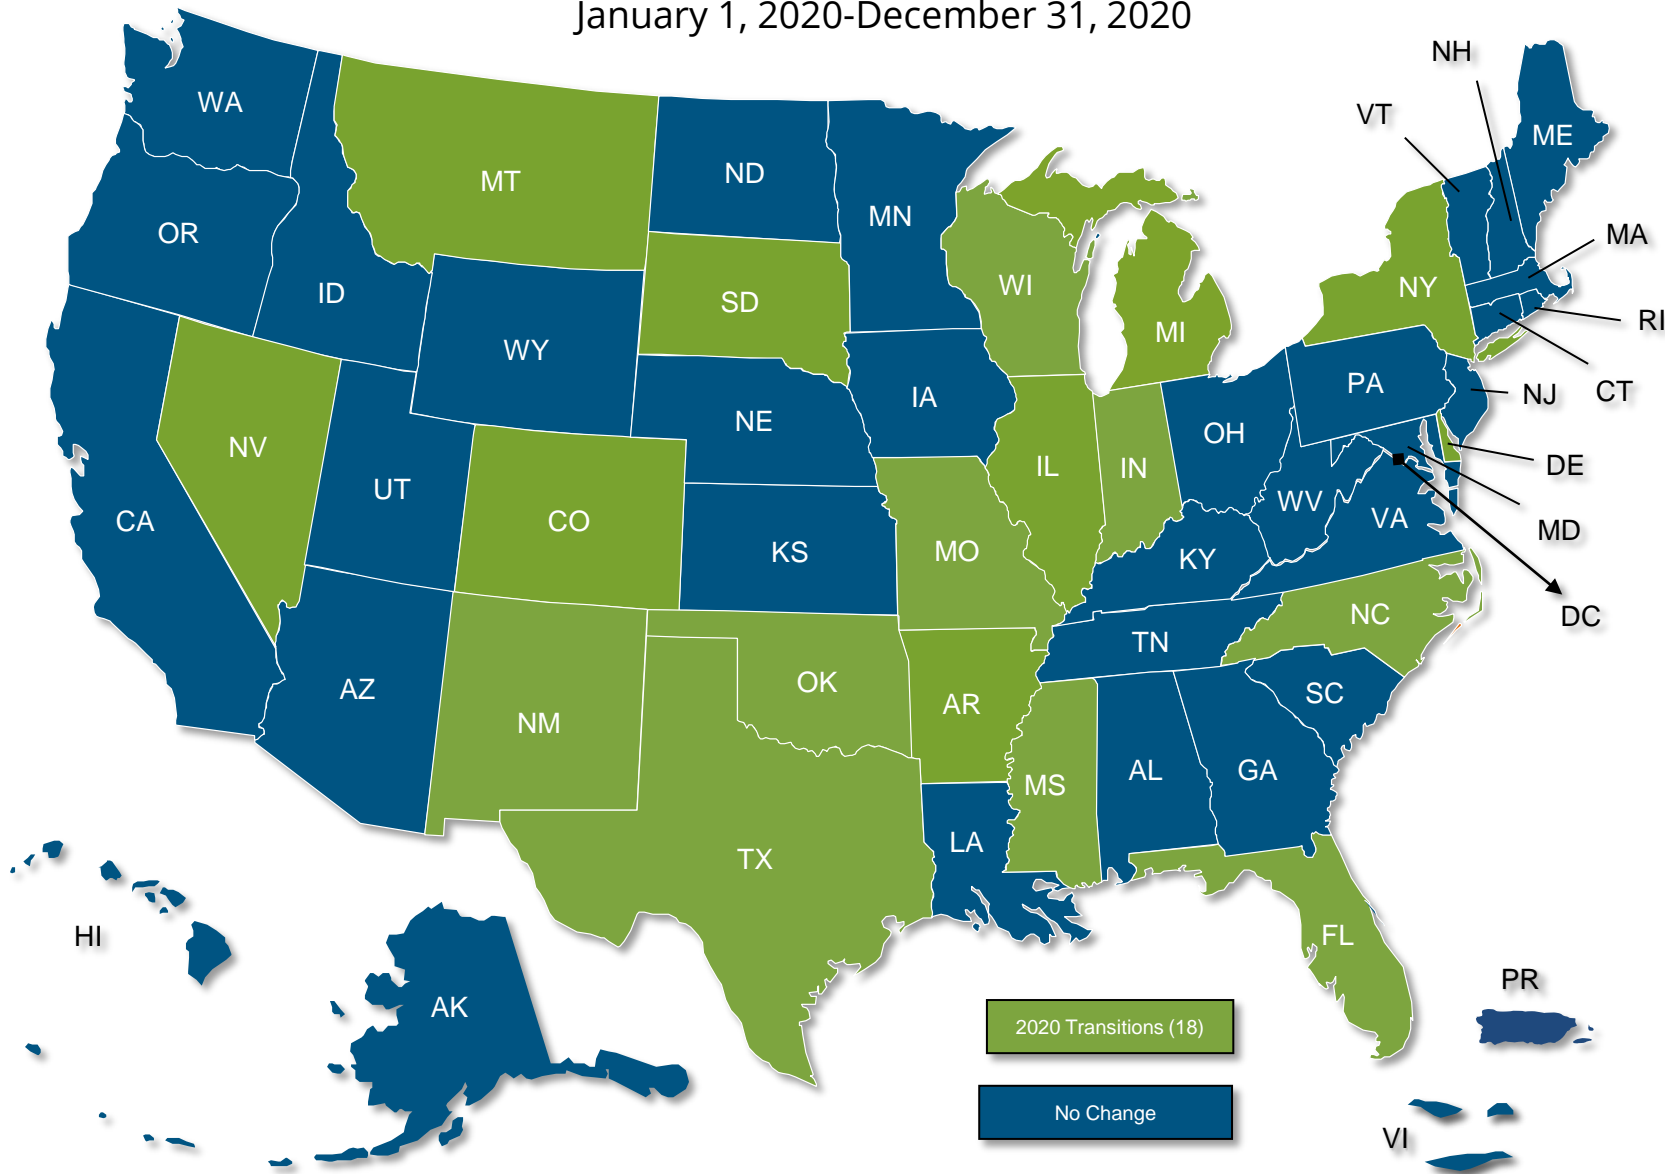 January 1, 2020-December 31, 2020
NH
WA
VT
ME
ND
MT
MN
OR
MA
WI
NY
ID
SD
RI
MI
WY
PA
CT
NJ
IA
NE
OH
NV
DE
IL
IN
UT
WV
VA
CO
CA
MD
KS
MO
KY
NC
DC
TN
OK
AZ
SC
AR
NM
AL
GA
MS
LA
TX
HI
FL
PR
AK
2020 Transitions (18)
No Change
VI